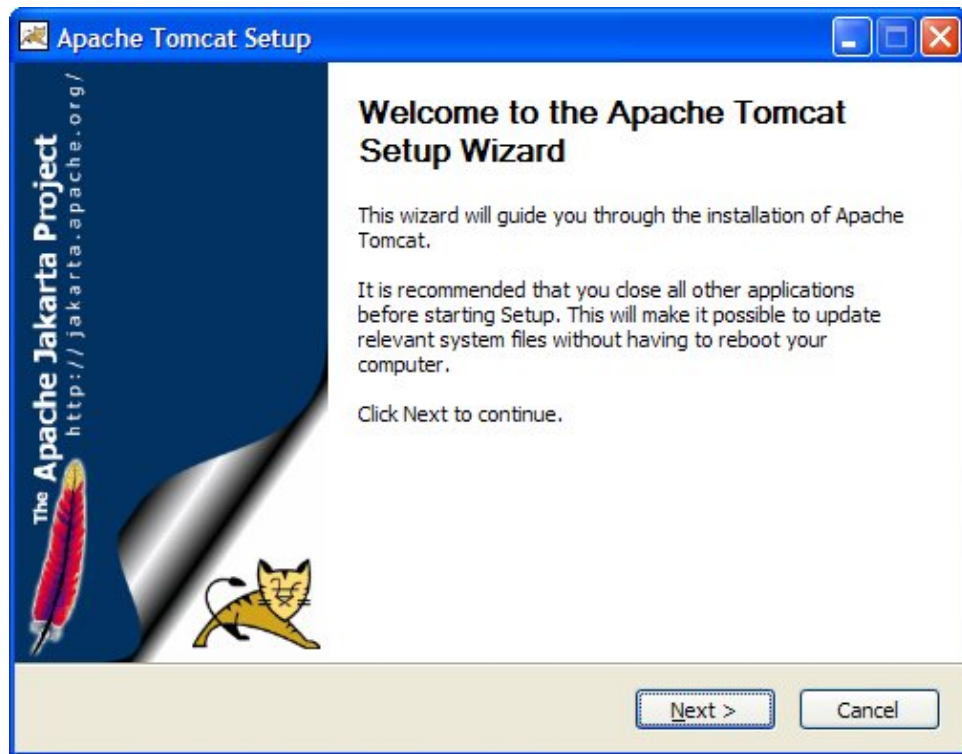 Apache Tomcat Setup
The Apache Jakarta Project
http://jakarta.apache.org/
Welcome to the Apache Tomcat
Setup Wizard
This wizard will guide you through the installation of Apache
Tomcat.
It is recommended that you close all other applications
before starting Setup. This will make it possible to update
relevant system files without having to reboot your
computer.
Click Next to continue.
Next >
Cancel